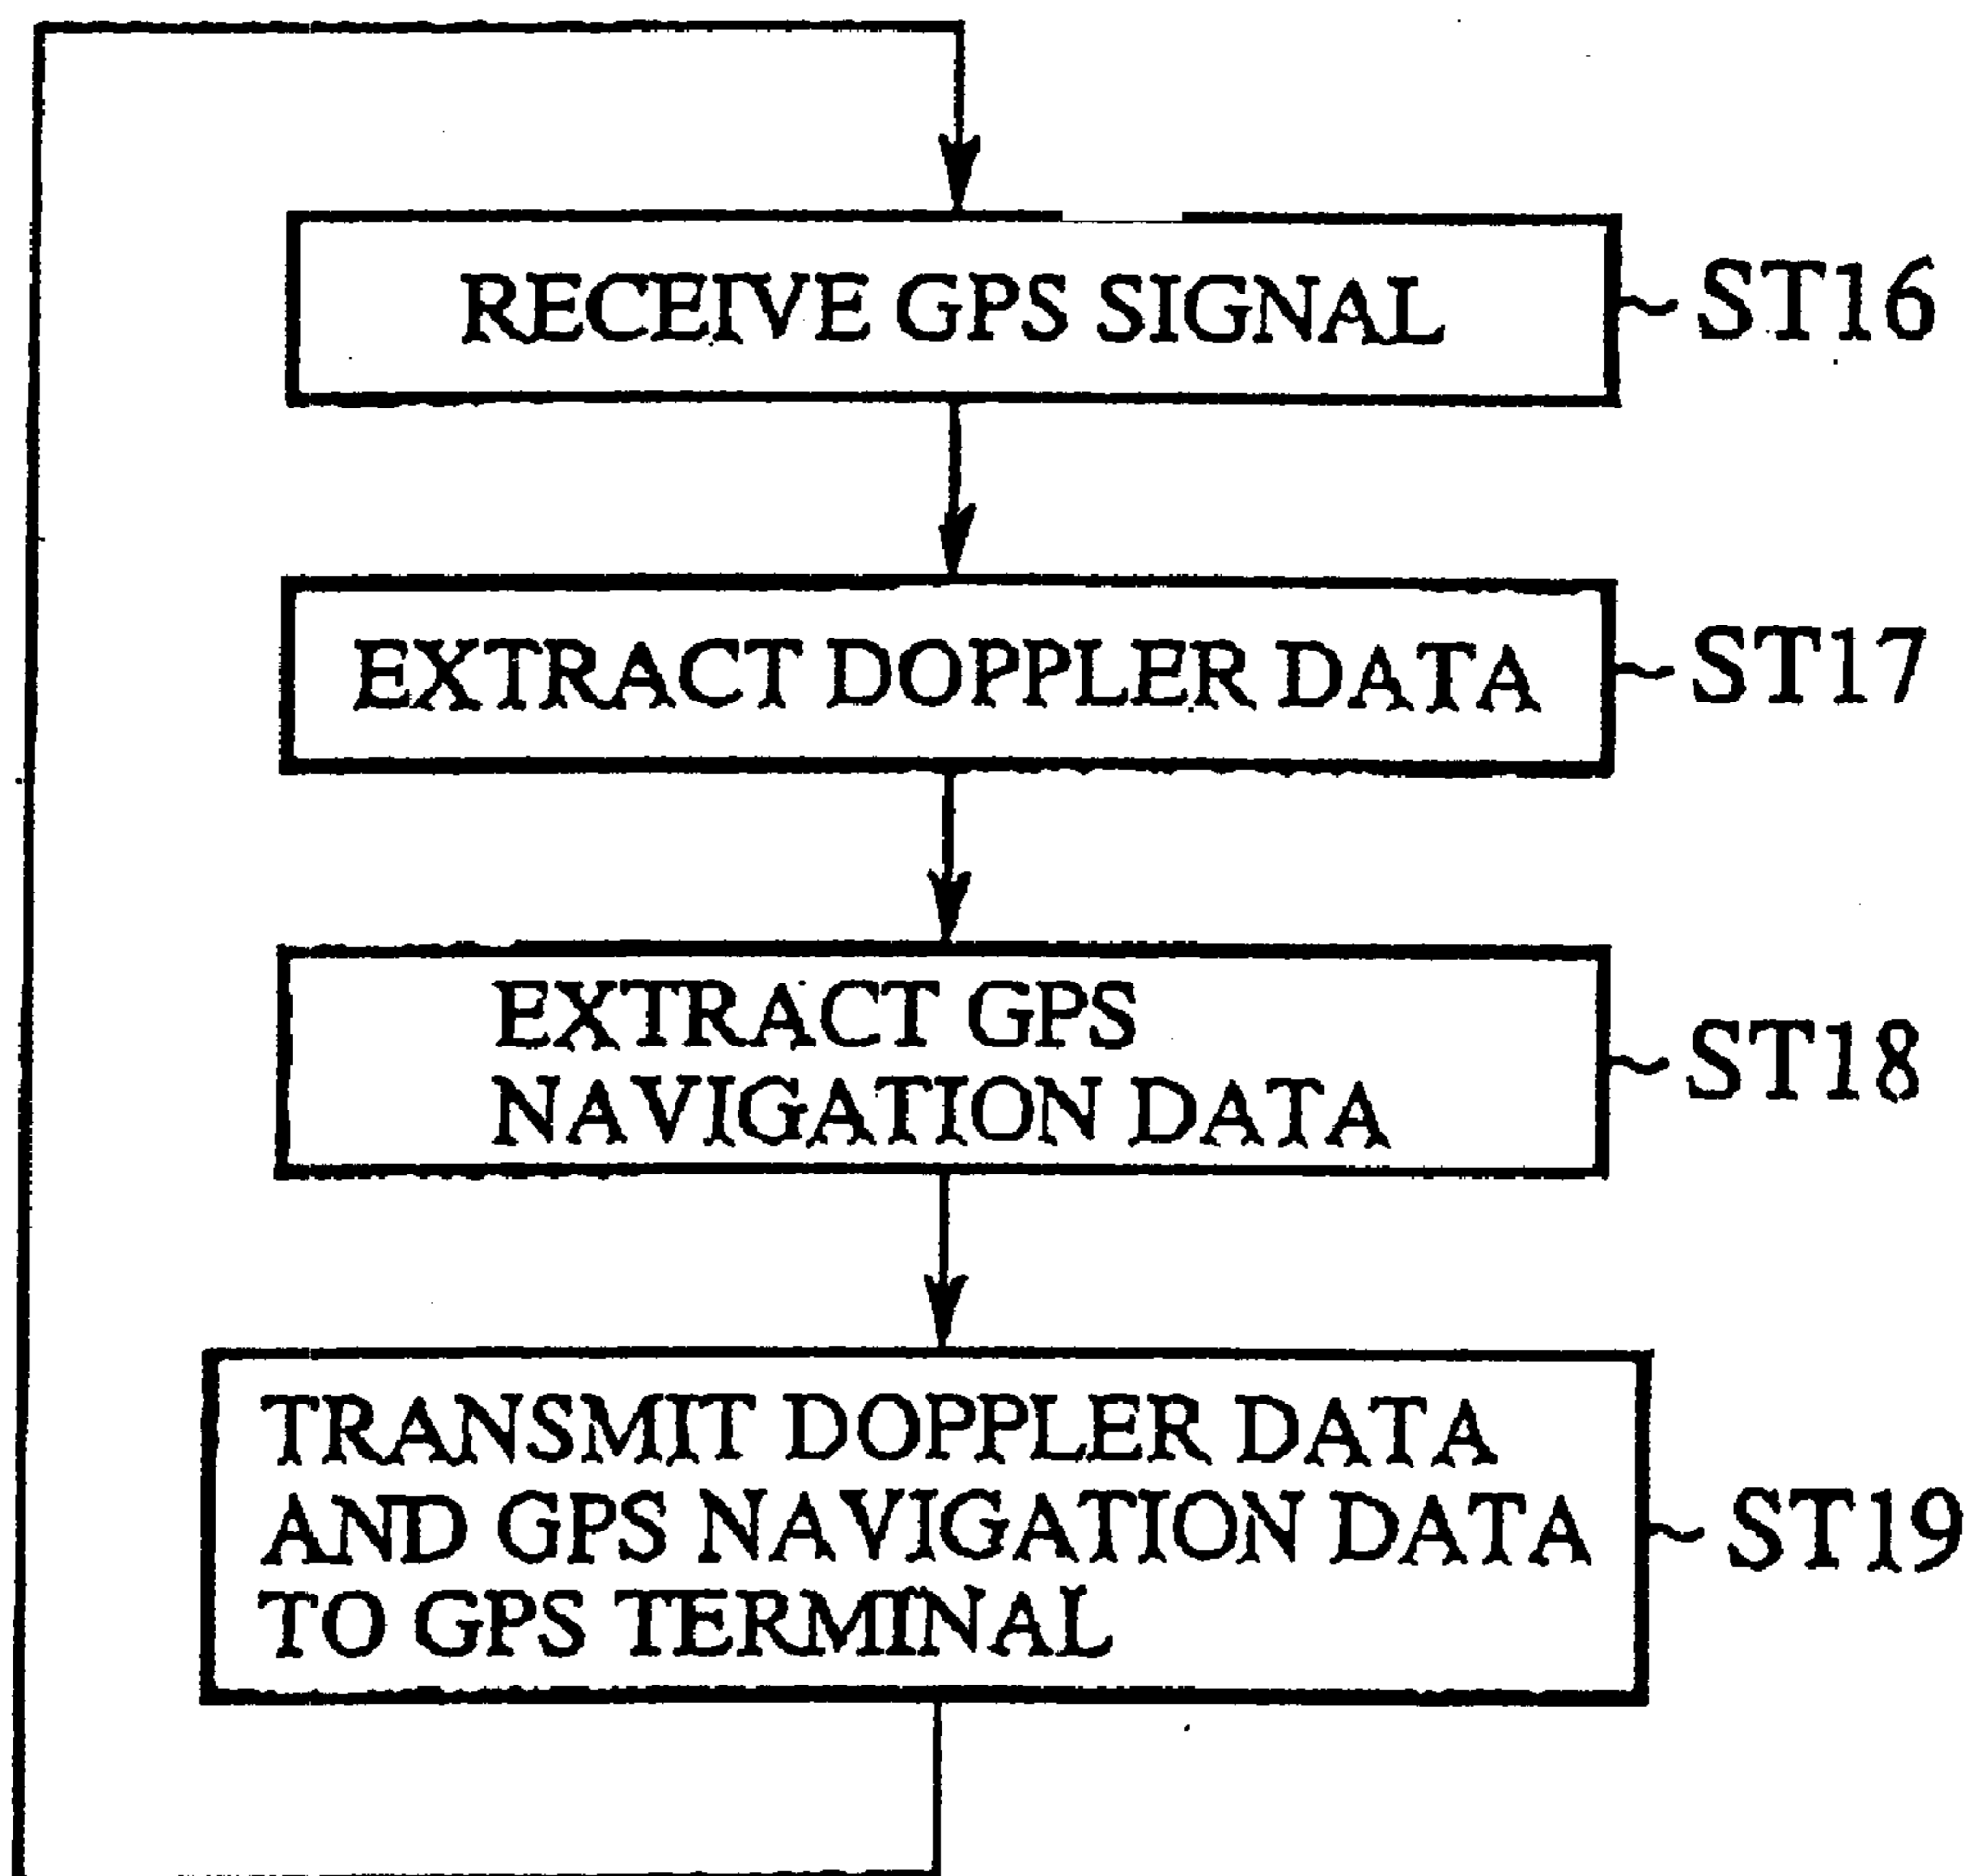 RECEIVE GPS SIGNAL
ST16
EXTRACT DOPPLER DATA
ST17
EXTRACT GPS
NAVIGATION DATA
ST18
TRANSMIT DOPPLER DATA
AND GPS NAVIGATION DATA
TO GPS TERMINAL
ST19